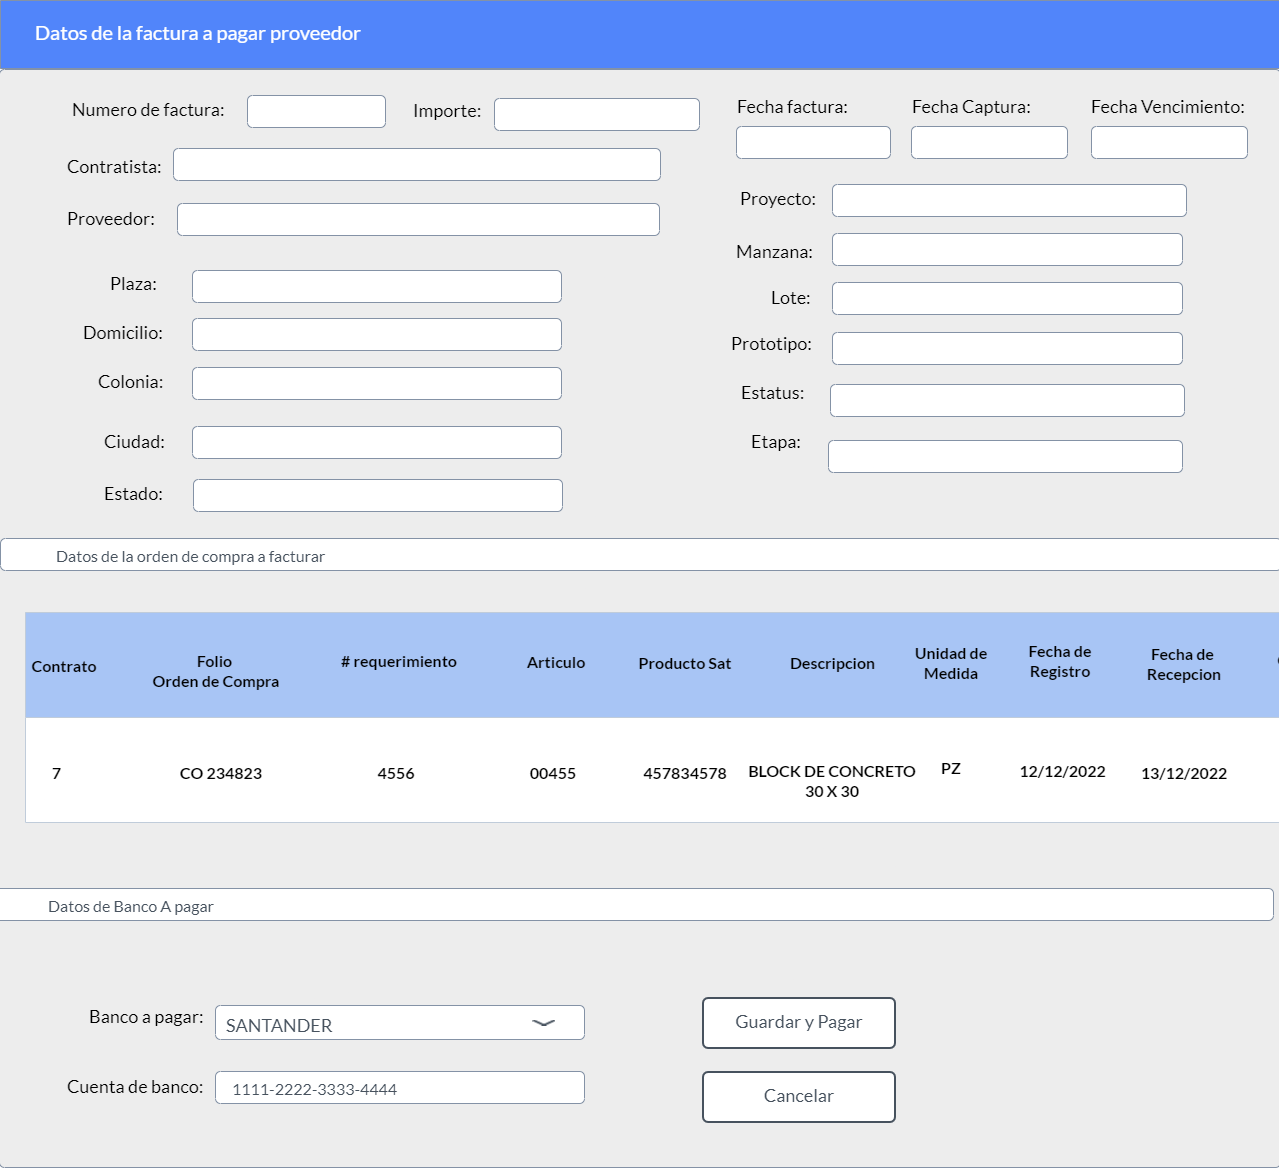 Datos de la factura a pagar proveedor
Numero de factura:
Importe:
Fecha factura:
Fecha Captura:
Fecha Vencimiento:
Contratista:
Proveedor:
Plaza:
Domicilio:
Colonia:
Ciudad:
Estado:
Proyecto:
Manzana:
Lote:
Prototipo:
Estatus:
Etapa:
Datos de la orden de compra a facturar
Contrato
Folio
Orden de Compra
# requerimiento
Articulo
Producto Sat
Descripcion
Unidad de
Medida
Fecha de
Registro
Fecha de
Recepcion
7
CO 234823
4556
00455
457834578
BLOCK DE CONCRETO
30 X 30
PZ
12/12/2022
13/12/2022
Datos de Banco A pagar
Banco a pagar:
SANTANDER
Cuenta de banco:
1111-2222-3333-4444
Guardar y Pagar
Cancelar